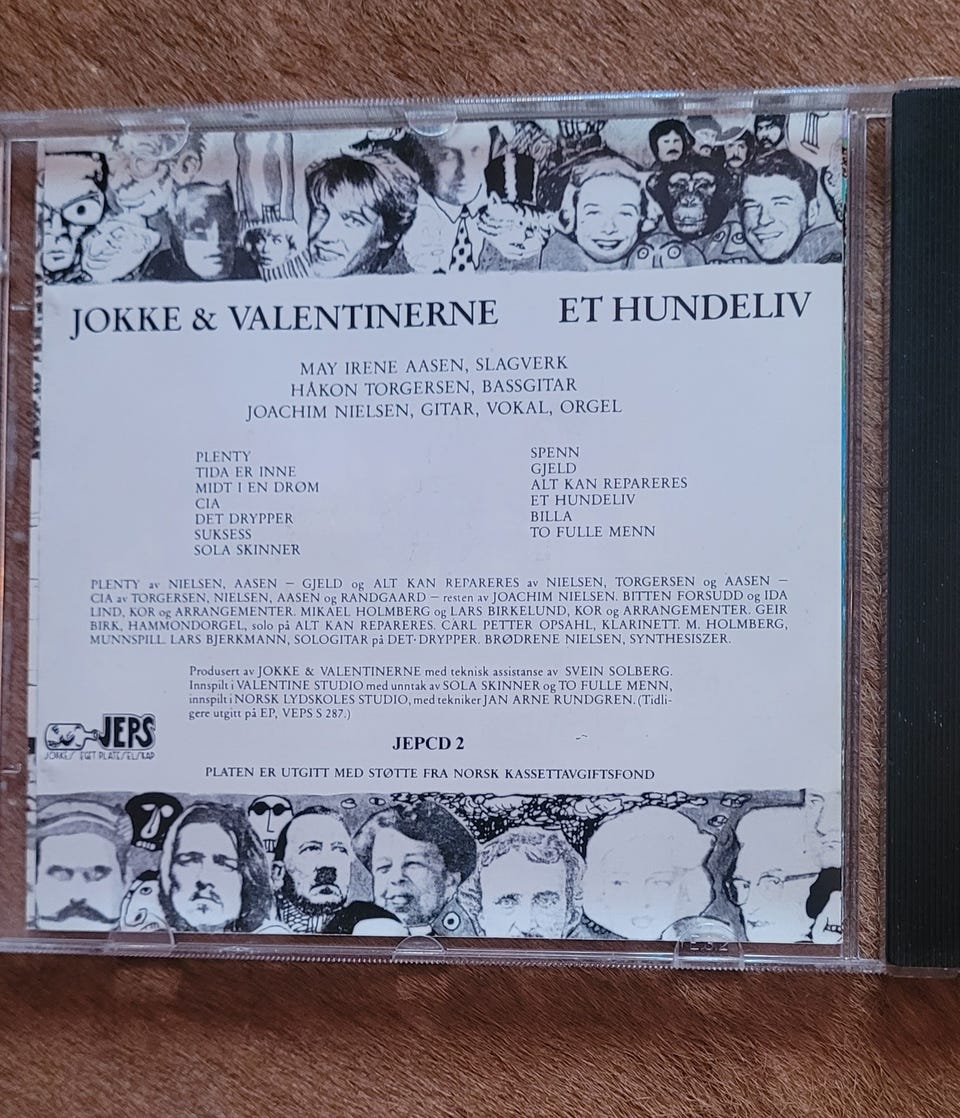 JOKKE & VALENTINERNE ET HUNDELIV
MAY IRENE AASEN, SLAGVERK
HÅKON TORGERSEN, BASSGITAR
JOACHIM NIELSEN, GITAR, VOKAL, ORGEL
PLENTY
TIDA ER INNE
MIDT I EN DRØM
CIA
DET DRYPPER
SUKSESS
SOLA SKINNER
SPENN
GJELD
ALT KAN REPARERES
ET HUNDELIV
BILLA
TO FULLE MENN
PLENTY av NIELSEN, AASEN – GJELD og ALT KAN REPARERES av NIELSEN, TORGERSEN og AASEN –
CIA av TORGERSEN, NIELSEN, AASEN og RANDGAARD – resten av JOACHIM NIELSEN. BITTEN FORSUDD og IDA
LIND, KOR og ARRANGEMENTER. MIKAEL HOLMBERG og LARS BIRKELUND, KOR og ARRANGEMENTER. GEIR
BIRK, HAMMONDORGEL, solo på ALT KAN REPARERES. CARL PETTER OPSAHL, KLARINETT. M. HOLMBERG,
MUNNSPILL. LARS BJERKMANN, SOLOGITAR på DET DRYPPER. BRØDRENE NIELSEN, SYNTHESISZER.
Produsert av JOKKE & VALENTINERNE med teknisk assistanse av SVEIN SOLBERG.
Innspilt i VALENTINE STUDIO med unntak av SOLA SKINNER og TO FULLE MENN,
innspilt i NORSK LYDSKOLES STUDIO, med tekniker JAN ARNE RUNDGREN. (Tidli-
gere utgitt på EP, VEPS S 287.)
JEPS
JOKKES EGET PLATESELSKAP
JEPCD 2
PLATEN ER UTGITT MED STØTTE FRA NORSK KASSETTAVGIFTSFOND